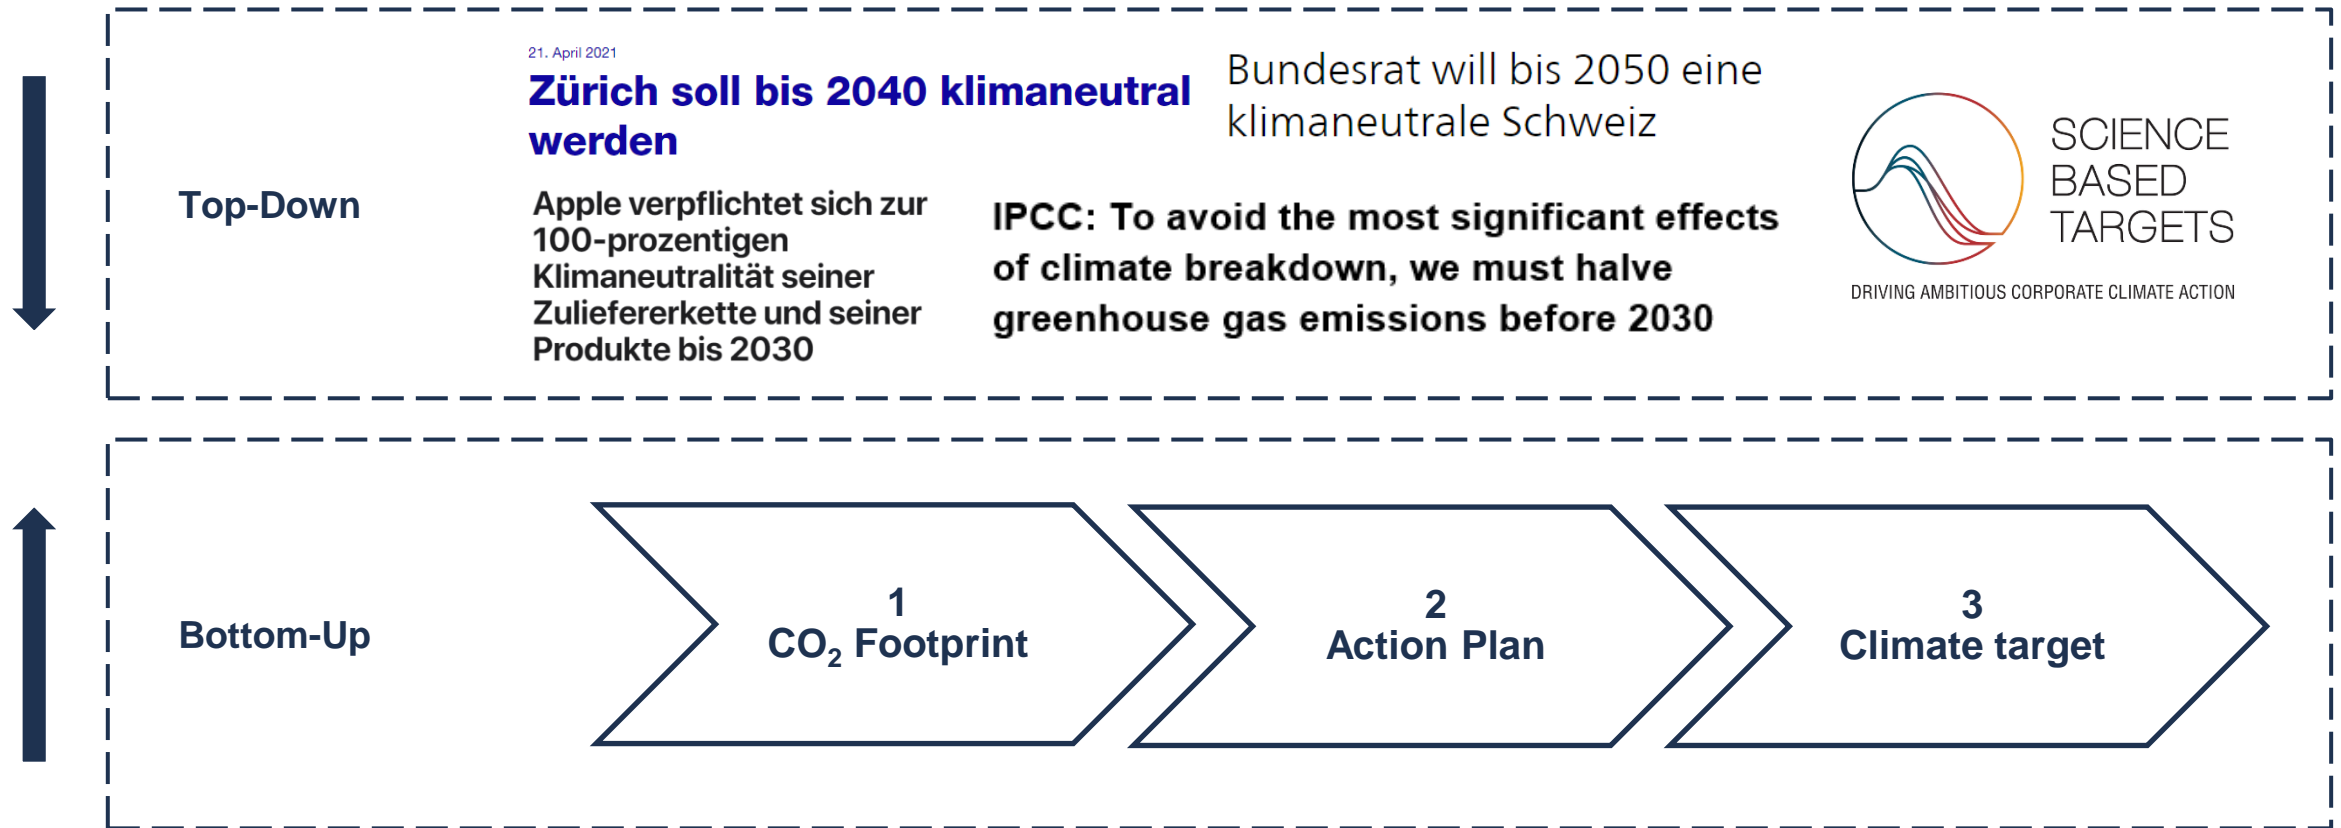 21. April 2021
Zürich soll bis 2040 klimaneutral
werden
Bundesrat will bis 2050 eine
klimaneutrale Schweiz
Top-Down
Apple verpflichtet sich zur
100-prozentigen
Klimaneutralität seiner
Zuliefererkette und seiner
Produkte bis 2030
IPCC: To avoid the most significant effects
of climate breakdown, we must halve
greenhouse gas emissions before 2030
SCIENCE
BASED
TARGETS
DRIVING AMBITIOUS CORPORATE CLIMATE ACTION
Bottom-Up
1
CO₂ Footprint
2
Action Plan
3
Climate target